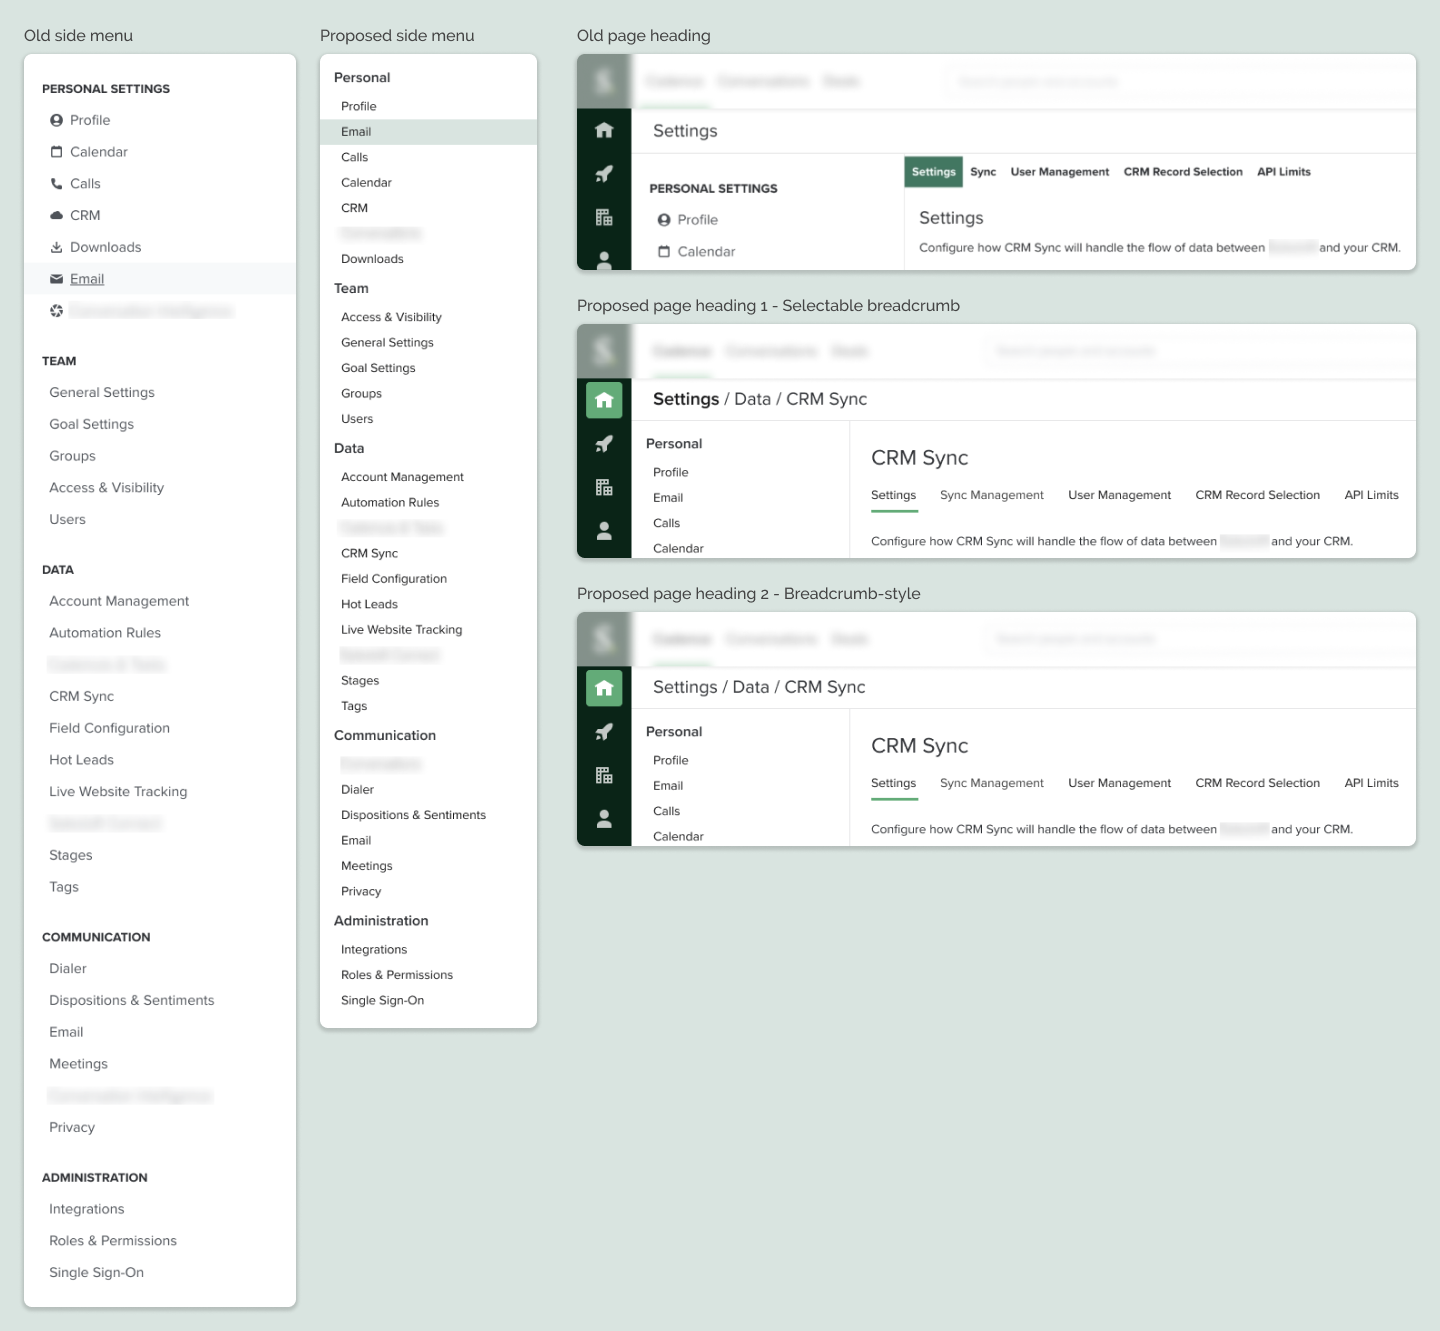 Old side menu
PERSONAL SETTINGS
Profile
Calendar
Calls
CRM
Downloads
Email
TEAM
General Settings
Goal Settings
Groups
Access & Visibility
Users
DATA
Account Management
Automation Rules
CRM Sync
Field Configuration
Hot Leads
Live Website Tracking
Stages
Tags
COMMUNICATION
Dialer
Dispositions & Sentiments
Email
Meetings
Privacy
ADMINISTRATION
Integrations
Roles & Permissions
Single Sign-On
Proposed side menu
Personal
Profile
Email
Calls
Calendar
CRM
Downloads
Team
Access & Visibility
General Settings
Goal Settings
Groups
Users
Data
Account Management
Automation Rules
CRM Sync
Field Configuration
Hot Leads
Live Website Tracking
Stages
Tags
Communication
Dialer
Dispositions & Sentiments
Email
Meetings
Privacy
Administration
Integrations
Roles & Permissions
Single Sign-On
Old page heading
Settings
PERSONAL SETTINGS
Profile
Calendar
Settings Sync User Management CRM Record Selection API Limits
Settings
Configure how CRM Sync will handle the flow of data between and your CRM.
Proposed page heading 1 - Selectable breadcrumb
Settings / Data / CRM Sync
Personal
Profile
Email
Calls
Calendar
CRM Sync
Settings Sync Management User Management CRM Record Selection API Limits
Configure how CRM Sync will handle the flow of data between and your CRM.
Proposed page heading 2 - Breadcrumb-style
Settings / Data / CRM Sync
Personal
Profile
Email
Calls
Calendar
CRM Sync
Settings Sync Management User Management CRM Record Selection API Limits
Configure how CRM Sync will handle the flow of data between and your CRM.